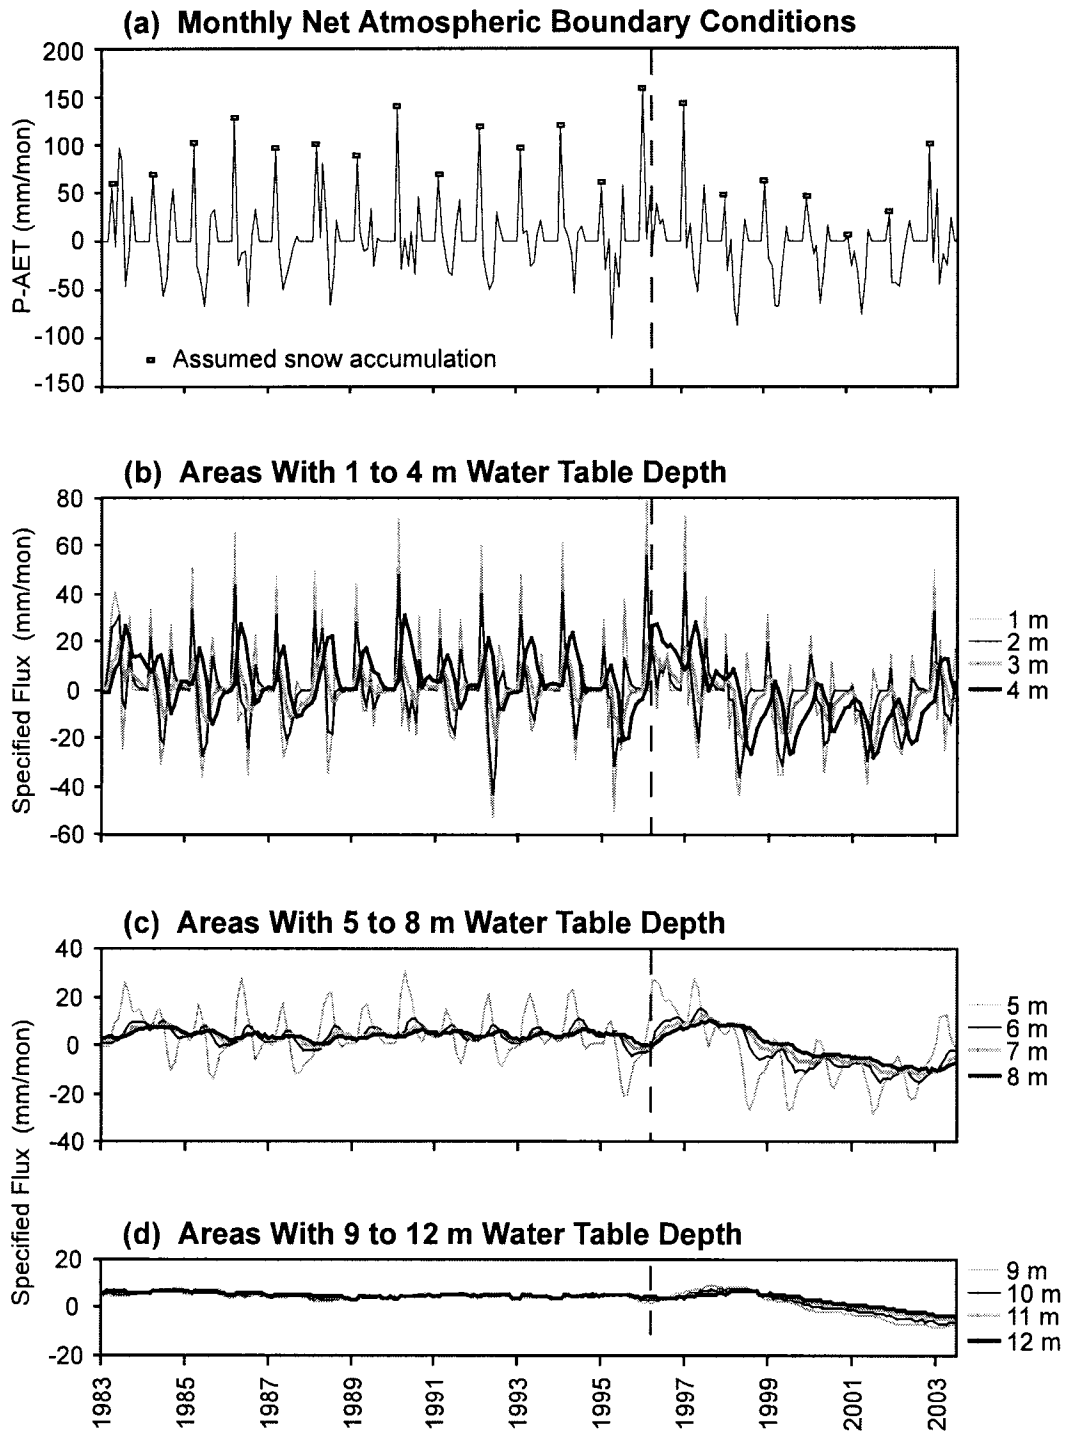 (a) Monthly Net Atmospheric Boundary Conditions
200
150
100
50
0
-50
-100
-150
P-AET (mm/mon)
Assumed snow accumulation
(b) Areas With 1 to 4 m Water Table Depth
80
60
40
20
0
-20
-40
-60
Specified Flux (mm/mon)
1 m
2 m
3 m
4 m
(c) Areas With 5 to 8 m Water Table Depth
40
20
0
-20
-40
Specified Flux (mm/mon)
5 m
6 m
7 m
8 m
(d) Areas With 9 to 12 m Water Table Depth
20
0
-20
9 m
10 m
11 m
12 m
1983
1985
1987
1989
1991
1993
1995
1997
1999
2001
2003